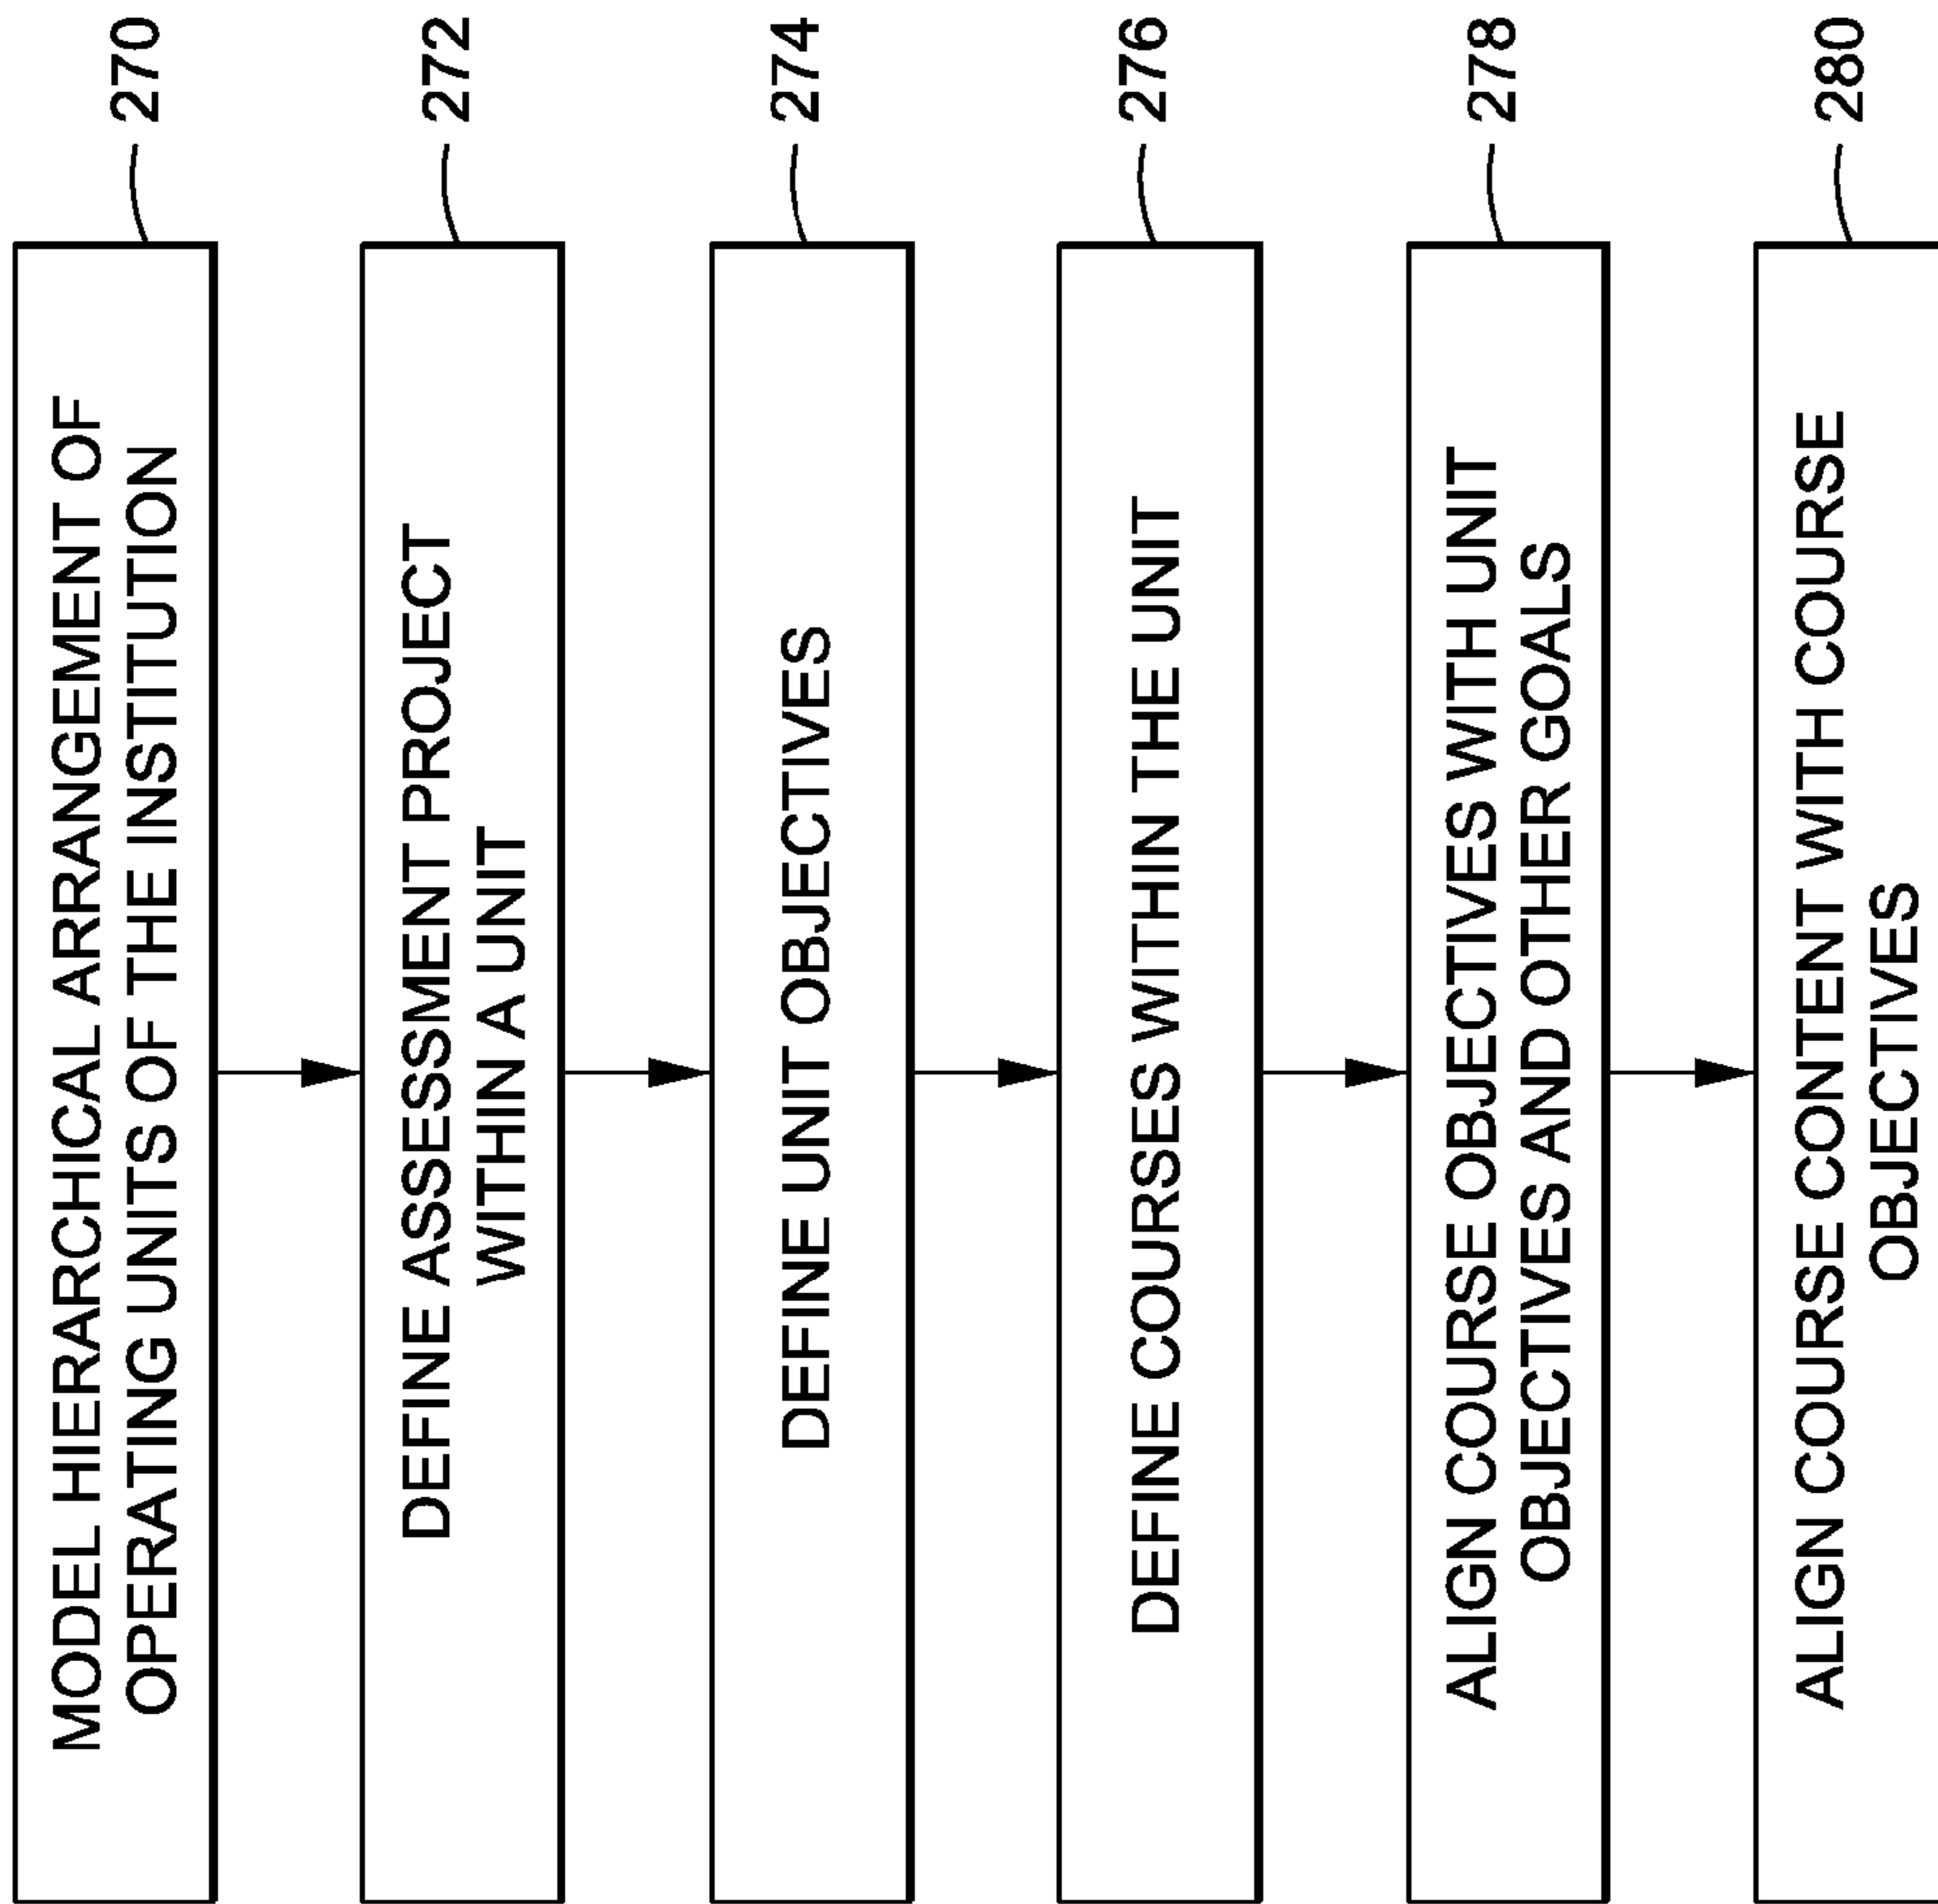 MODEL HIERARCHICAL ARRANGEMENT OF
OPERATING UNITS OF THE INSTITUTION
270
DEFINE ASSESSMENT PROJECT
WITHIN A UNIT
272
DEFINE UNIT OBJECTIVES
274
DEFINE COURSES WITHIN THE UNIT
276
ALIGN COURSE OBJECTIVES WITH UNIT
OBJECTIVES AND OTHER GOALS
278
ALIGN COURSE CONTENT WITH COURSE
OBJECTIVES
280